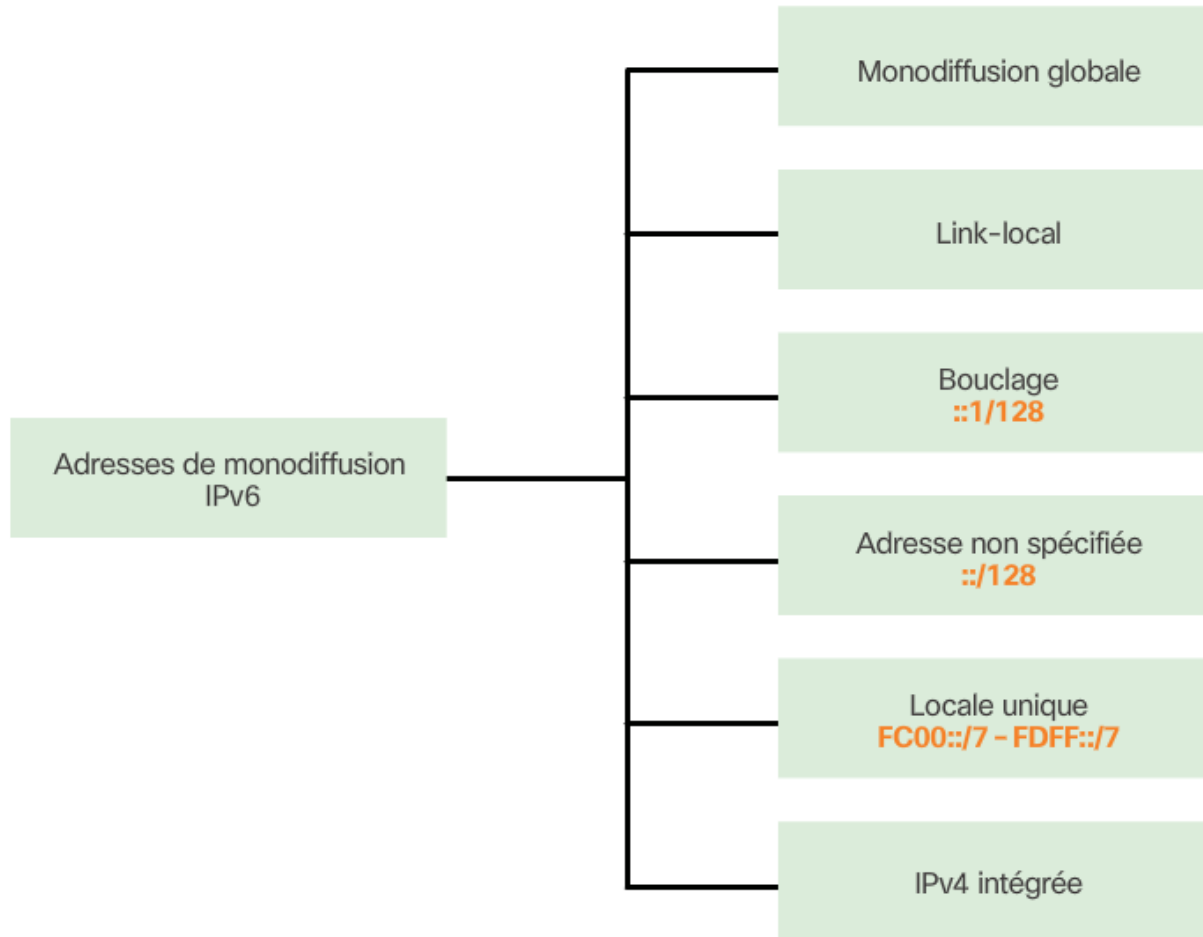 Monodiffusion globale
Link-local
Bouclage
::1/128
Adresses de monodiffusion
IPv6
Adresse non spécifiée
::/128
Locale unique
FC00::/7 - FDFF::/7
IPv4 intégrée